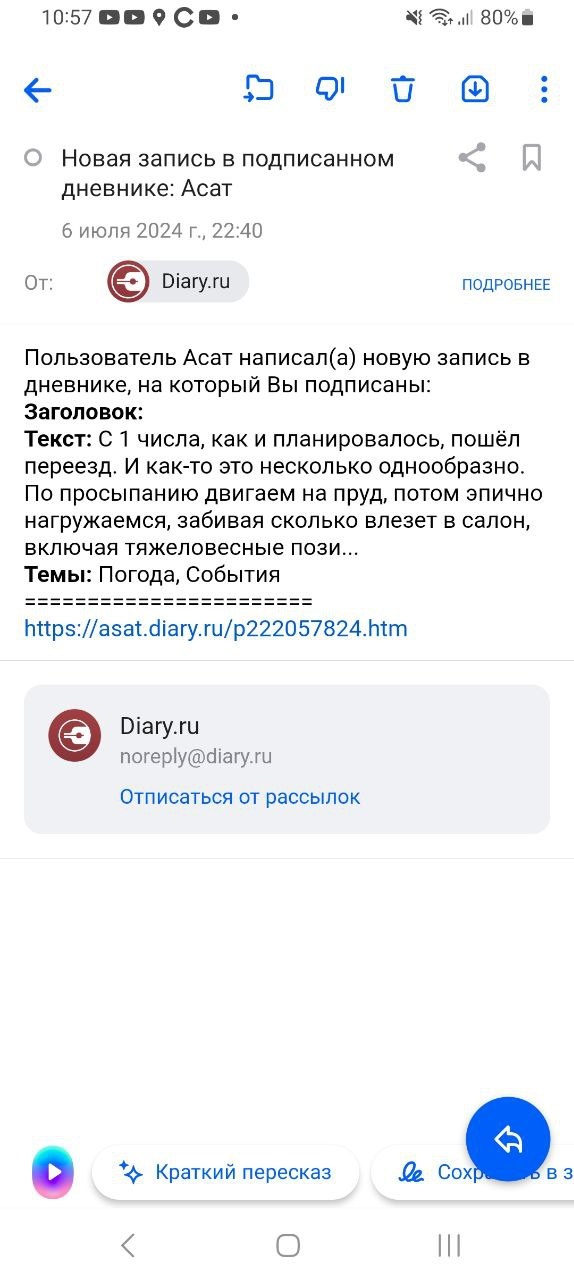 10:57 80%
Новая запись в подписанном
дневнике: Асат
6 июля 2024 г., 22:40
От: Diary.ru ПОДРОБНЕЕ
Пользователь Асат написал(а) новую запись в
дневнике, на который Вы подписаны:
Заголовок:
Текст: С 1 числа, как и планировалось, пошёл
переезд. И как-то это несколько однообразно.
По просыпанию двигаем на пруд, потом эпично
нагружаемся, забивая сколько влезет в салон,
включая тяжеловесные пози...
Темы: Погода, События
=======================
https://asat.diary.ru/p222057824.htm
Diary.ru
noreply@diary.ru
Отписаться от рассылок
Краткий пересказ
в з